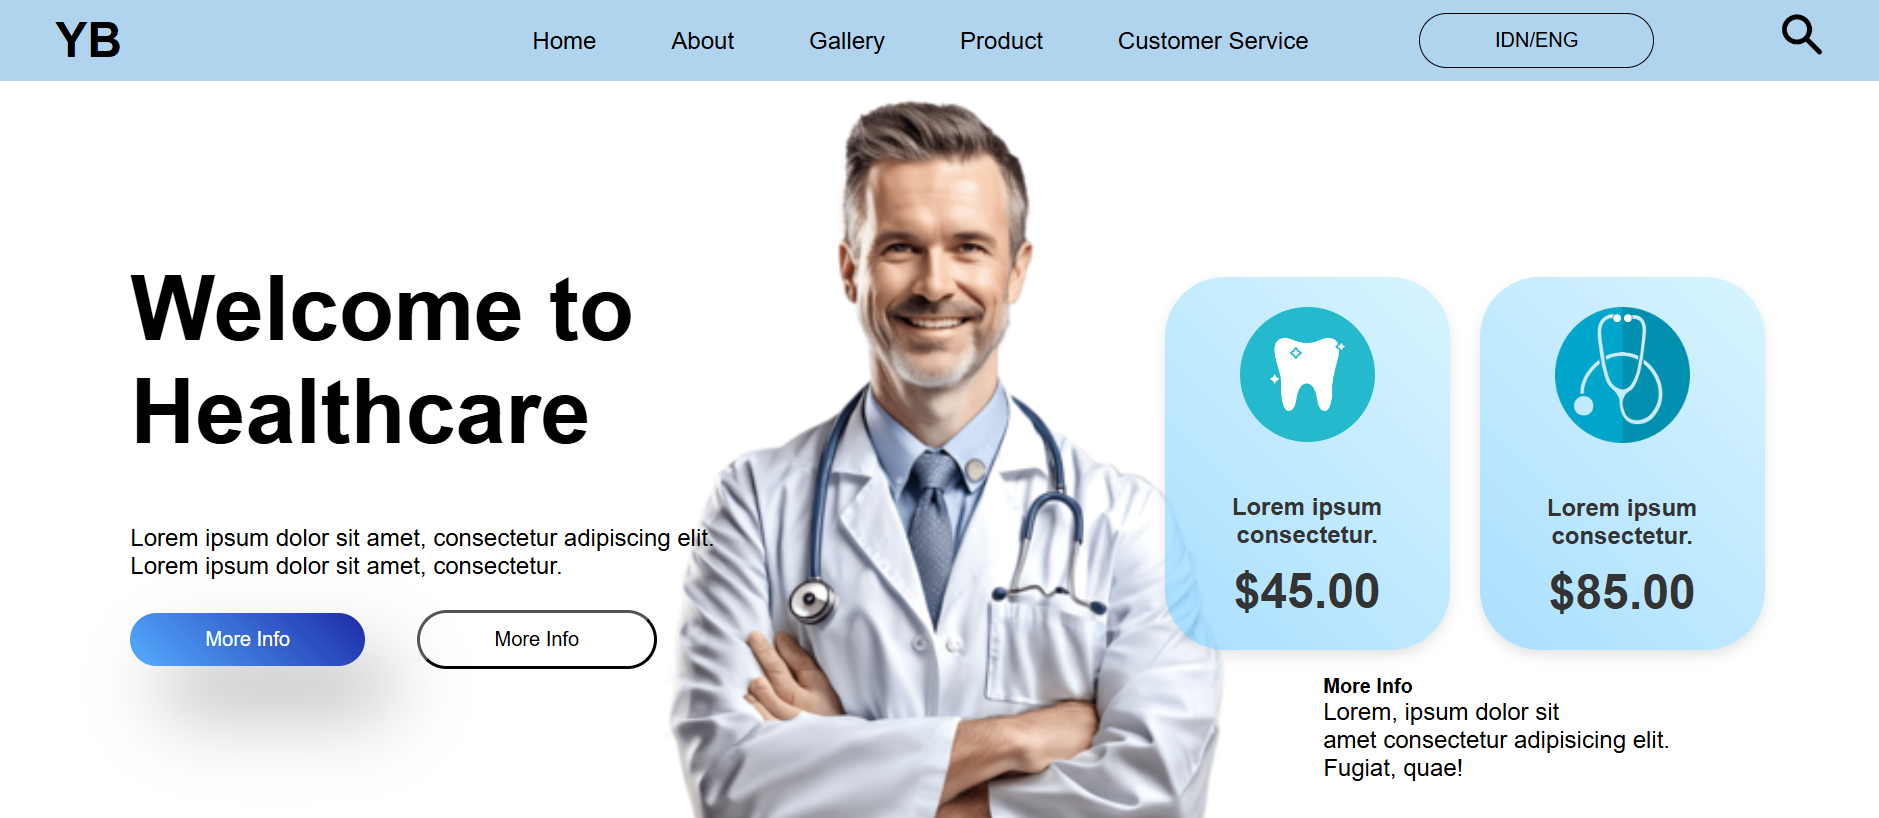 YB
Home
About
Gallery
Product
Customer Service
IDN/ENG
Welcome to
Healthcare
Lorem ipsum dolor sit amet, consectetur adipiscing elit.
Lorem ipsum dolor sit amet, consectetur.
More Info
More Info
Lorem ipsum
consectetur.
$45.00
Lorem ipsum
consectetur.
$85.00
More Info
Lorem, ipsum dolor sit
amet consectetur adipisicing elit.
Fugiat, quae!